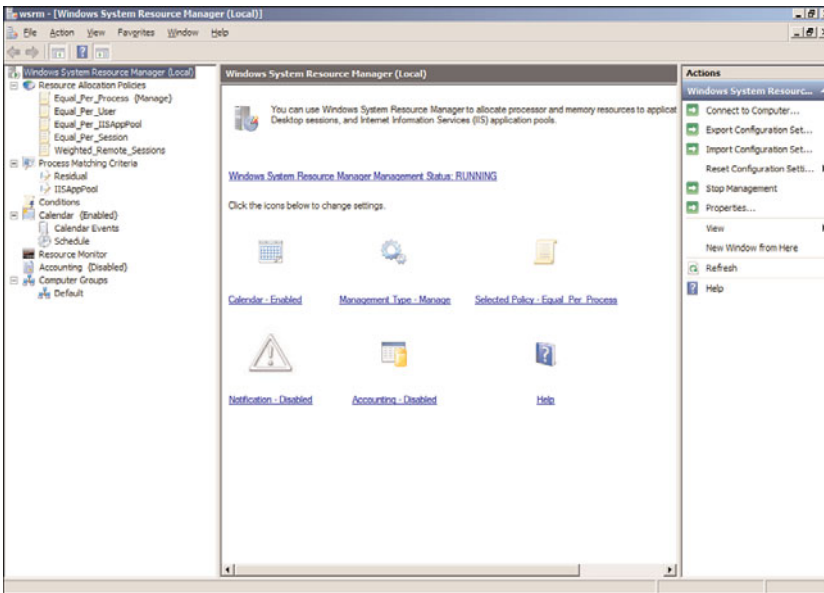 wsrm - [Windows System Resource Manager (Local)]
File Action View Favorites Window Help
Windows System Resource Manager (Local)
Resource Allocation Policies
Equal_Per_Process {Manage}
Equal_Per_User
Equal_Per_IISAppPool
Equal_Per_Session
Weighted_Remote_Sessions
Process Matching Criteria
Residual
IISAppPool
Conditions
Calendar {Enabled}
Calendar Events
Schedule
Resource Monitor
Accounting {Disabled}
Computer Groups
Default
Windows System Resource Manager (Local)
You can use Windows System Resource Manager to allocate processor and memory resources to applicat
Desktop sessions, and Internet Information Services (IIS) application pools.
Windows System Resource Manager Management Status: RUNNING
Click the icons below to change settings.
Calendar - Enabled Management Type - Manage Selected Policy - Equal_Per_Process
Notification - Disabled Accounting - Disabled Help
Actions
Windows System Resourc...
Connect to Computer...
Export Configuration Set...
Import Configuration Set...
Reset Configuration Setti...
Stop Management
Properties...
View
New Window from Here
Refresh
Help